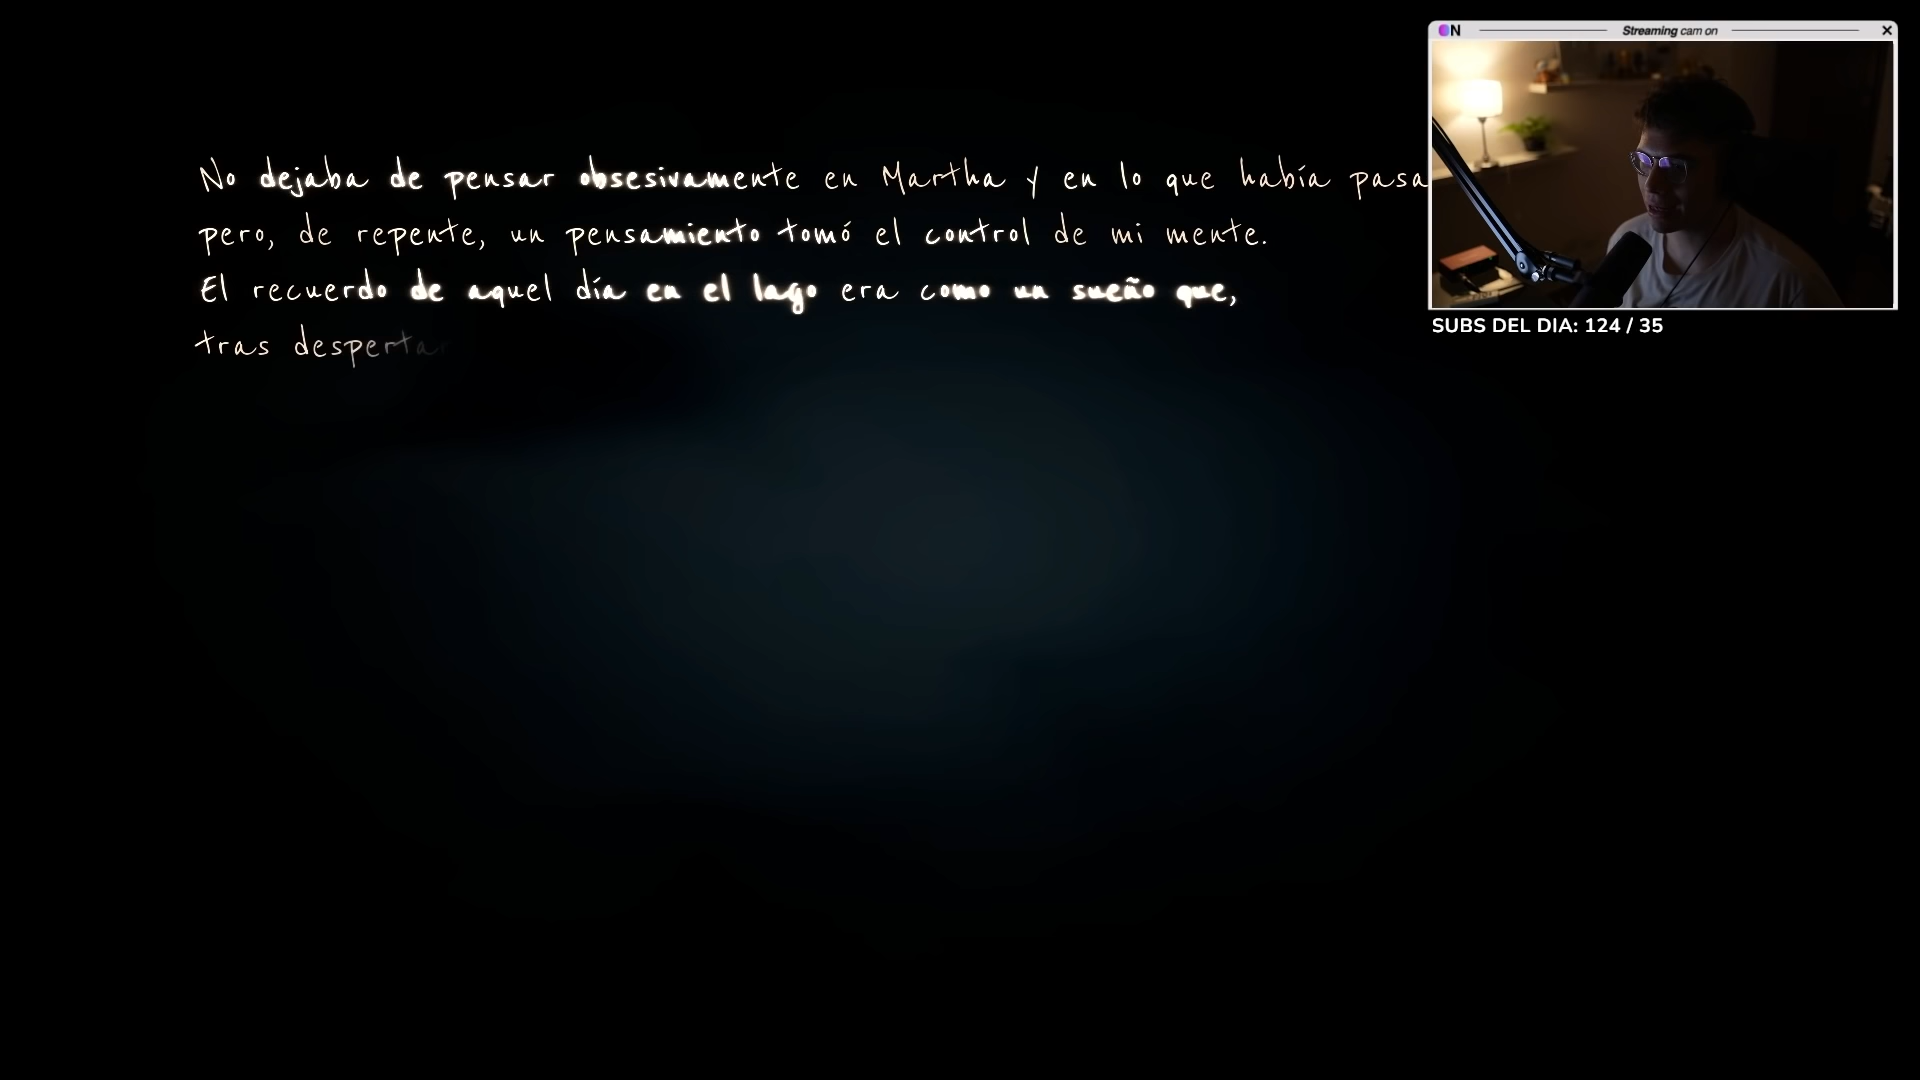 ON Streaming cam on
No dejaba de pensar obsesivamente en Martha y en lo que había pasa
pero, de repente, un pensamiento tomó el control de mi mente.
El recuerdo de aquel día en el lago era como un sueño que,
tras despertar
SUBS DEL DIA: 124 / 35